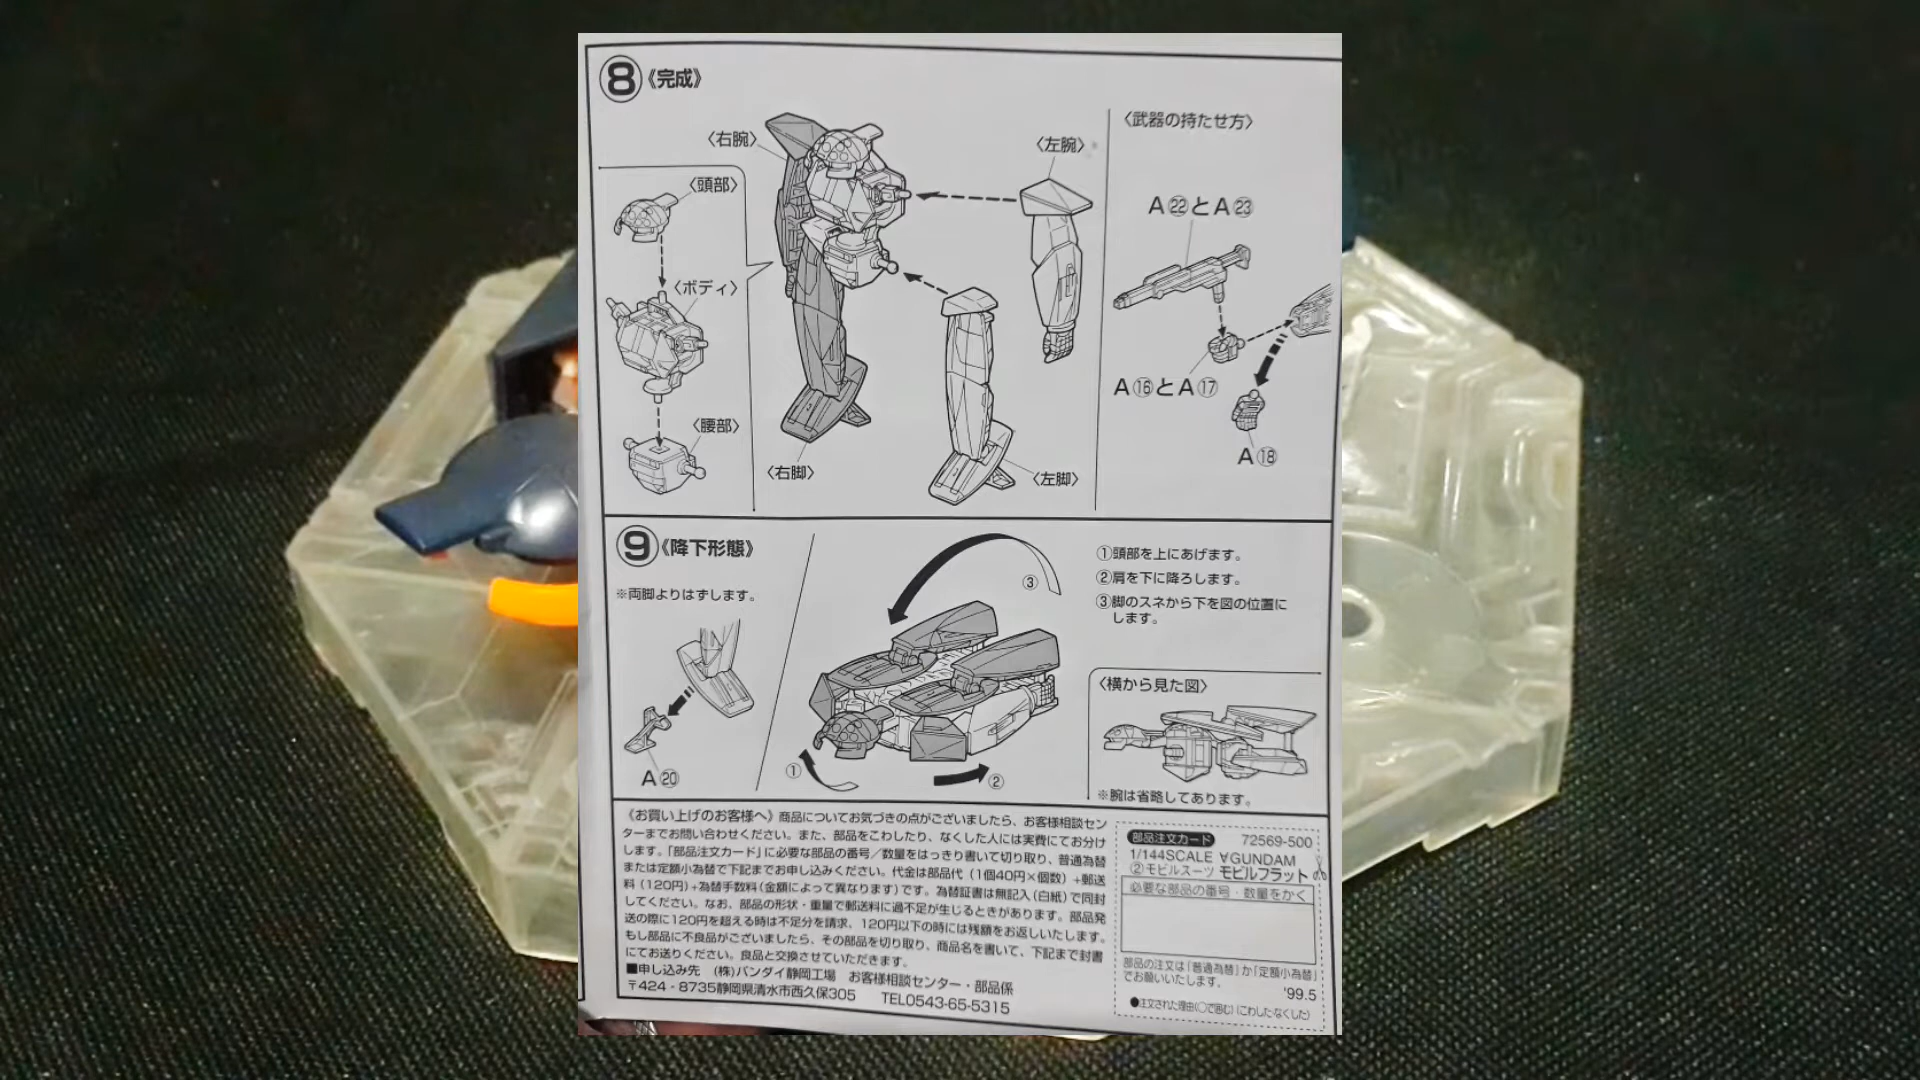 ⑧《完成》
〈右腕〉
〈左腕〉
〈頭部〉
〈ボディ〉
〈腰部〉
〈右脚〉
〈左脚〉
〈武器の持たせ方〉
A㉒とA㉓
A⑯とA⑰
A⑱
⑨《降下形態》
※両脚よりはずします。
A⑳
③
①
②
①頭部を上にあげます。
②肩を下に降ろします。
③脚のスネから下を図の位置に
します。
〈横から見た図〉
※腕は省略してあります。
《お買い上げのお客様へ》商品についてお気づきの点がございましたら、お客様相談セン
ターまでお問い合わせください。また、部品をこわしたり、なくした人には実費にてお分け
します。「部品注文カード」に必要な部品の番号／数量をはっきり書いて切り取り、普通為替
または定額小為替で下記までお申し込みください。代金は部品代（1個40円×個数）+郵送
料（120円）+為替手数料（金額によって異なります）です。為替証書は無記入（白紙）で同封
してください。なお、部品の形状・重量で郵送料に過不足が生じるときがあります。部品発
送の際に120円を超える時は不足分を請求、120円以下の時には残額をお返しいたします。
もし部品に不良品がございましたら、その部品を切り取り、商品名を書いて、下記まで封書
にてお送りください。良品と交換させていただきます。
■申し込み先　(株)バンダイ静岡工場　お客様相談センター・部品係
〒424-8735静岡県清水市西久保305　TEL0543-65-5315
部品注文カード 72569-500
1/144SCALE ∀GUNDAM
②モビルスーツ モビルフラット
必要な部品の番号・数量をかく
部品の注文は「普通為替」か「定額小為替」
でお願いいたします。
'99.5
●注文された理由(○で囲む) (こわした・なくした)